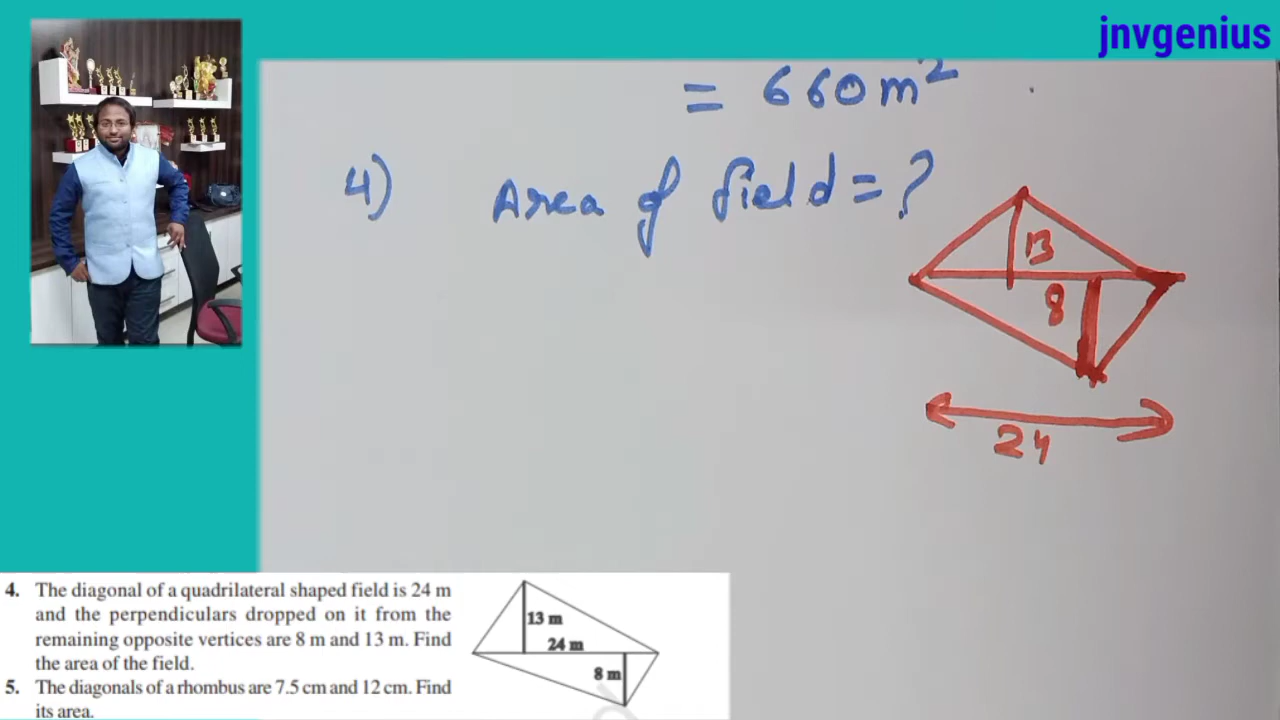 jnvgenius
= 660m²
4) Area of field = ?
13
8
24
4. The diagonal of a quadrilateral shaped field is 24 m
and the perpendiculars dropped on it from the
remaining opposite vertices are 8 m and 13 m. Find
the area of the field.
13 m
24 m
8 m
5. The diagonals of a rhombus are 7.5 cm and 12 cm. Find
its area.